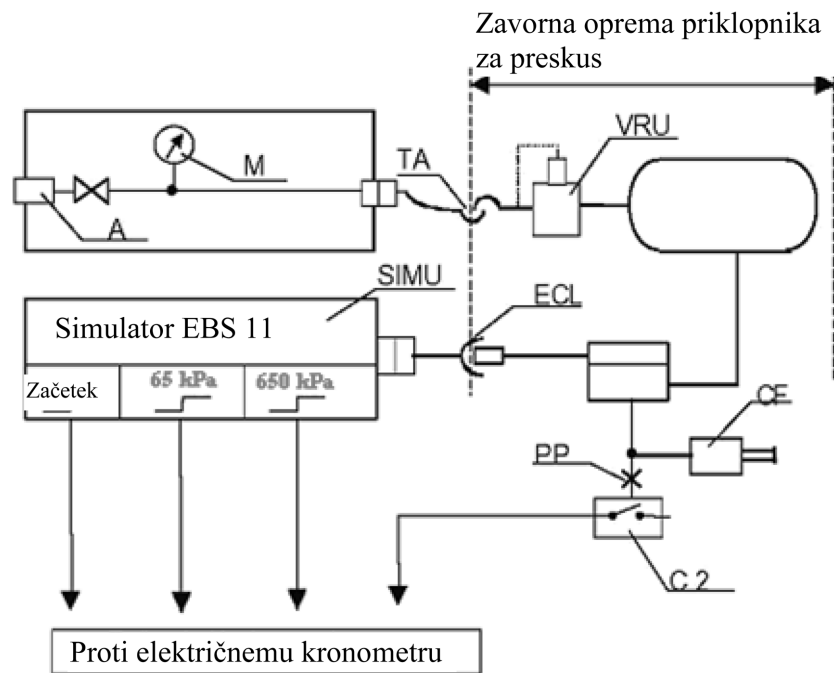 Zavorna oprema priklopnika
za preskus
VRU
TA
M
A
SIMU
ECL
Simulator EBS 11
Začetek
65 kPa
650 kPa
CE
PP
C 2
Proti električnemu kronometru